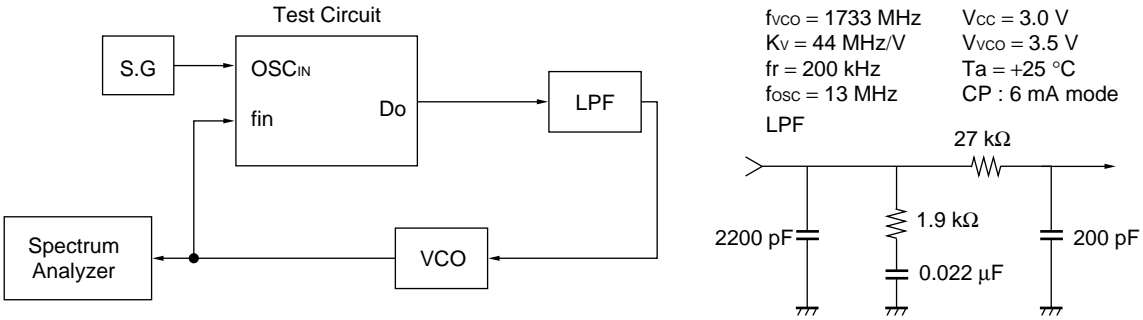 Test Circuit
S.G
OSCIN
fin
Do
LPF
VCO
Spectrum
Analyzer
fVCO = 1733 MHz
KV = 44 MHz/V
fr = 200 kHz
fOSC = 13 MHz
LPF
VCC = 3.0 V
VVCO = 3.5 V
Ta = +25 °C
CP : 6 mA mode
27 kΩ
2200 pF
1.9 kΩ
0.022 μF
200 pF